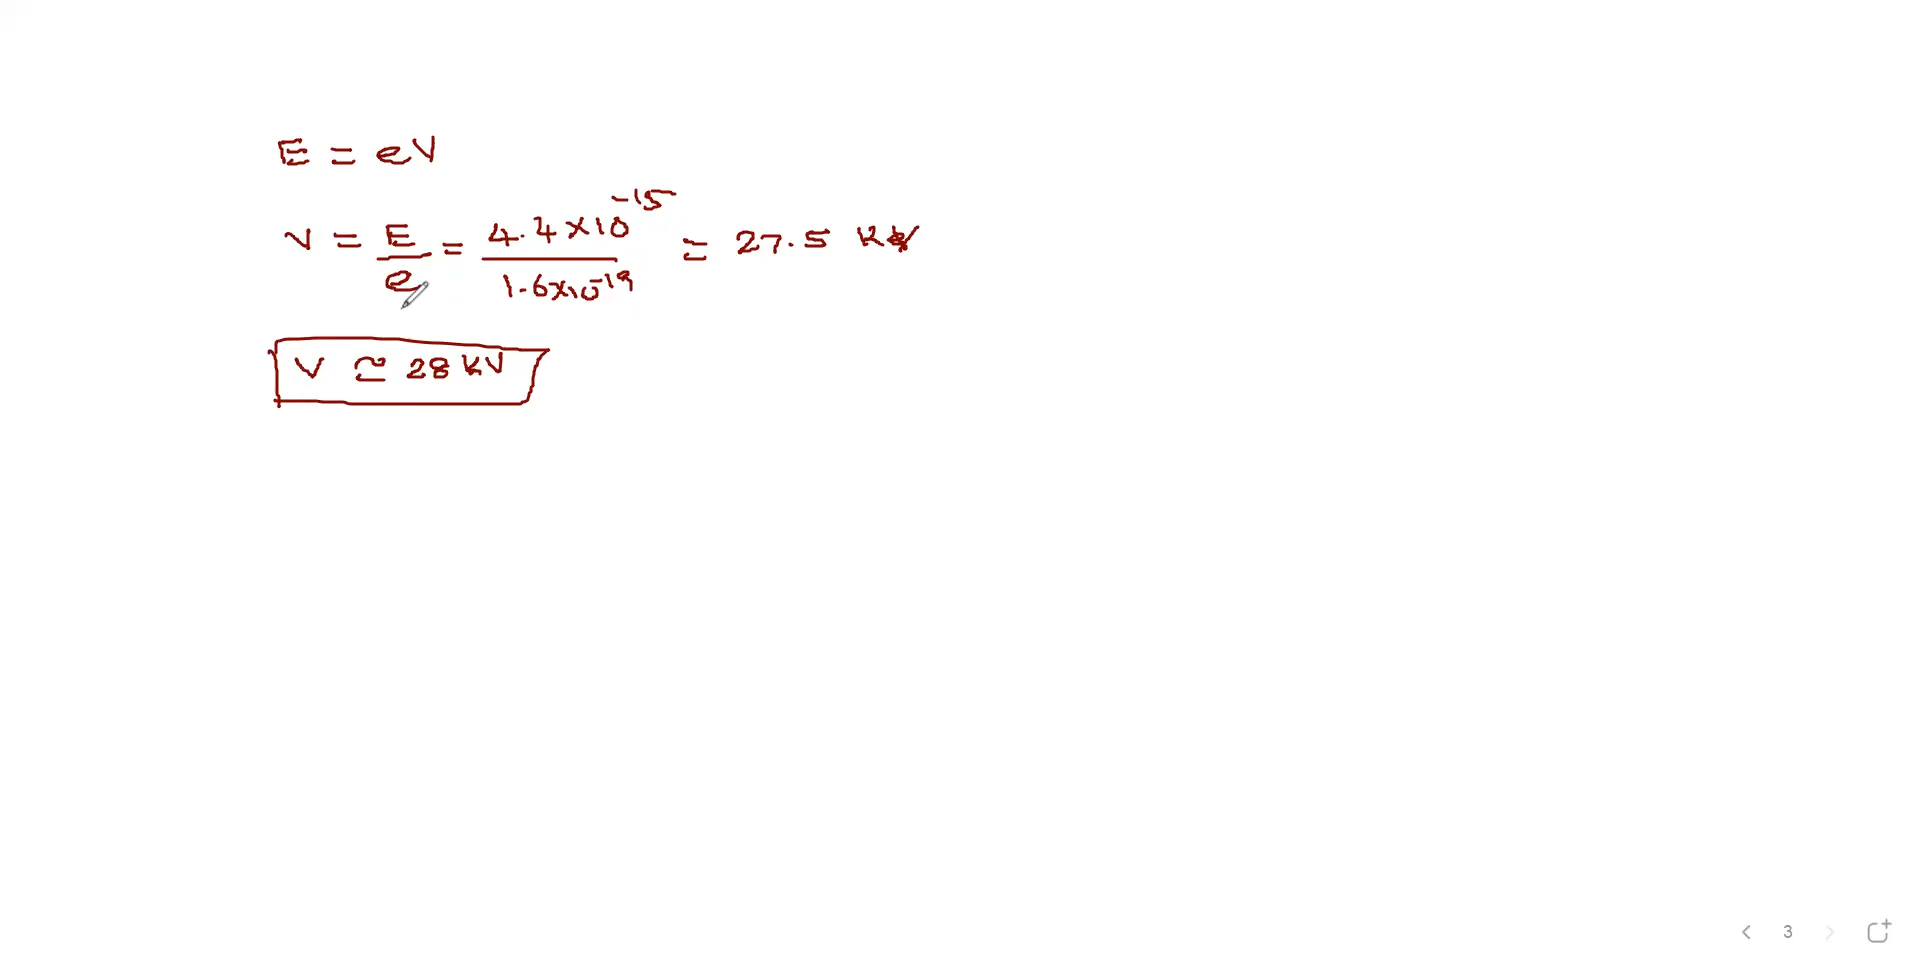 E = eV
V = E/e = 4.4×10⁻¹⁵/1.6×10⁻¹⁹ = 27.5 KV
V ≃ 28 KV
3